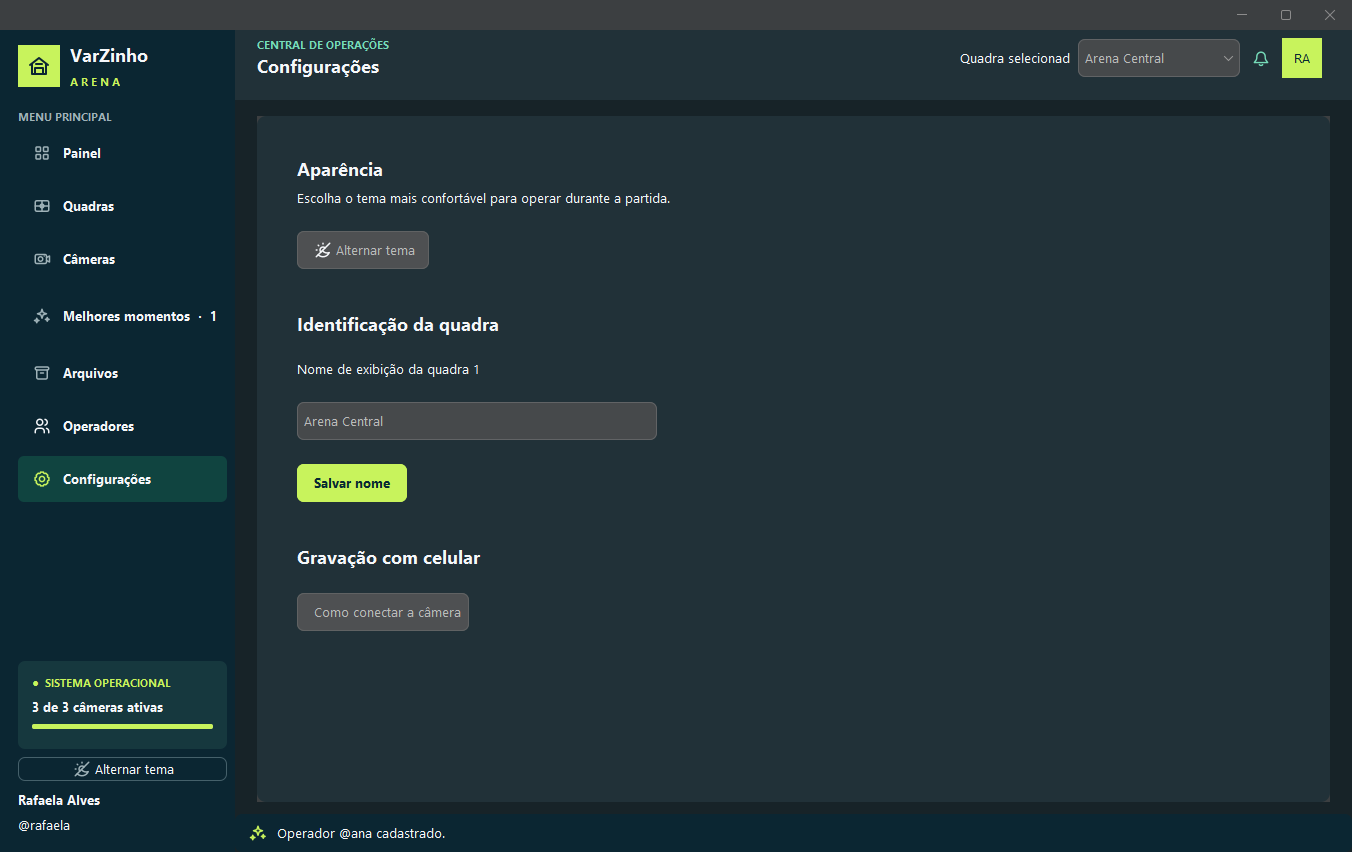 VarZinho
ARENA
MENU PRINCIPAL
Painel
Quadras
Câmeras
Melhores momentos · 1
Arquivos
Operadores
Configurações
SISTEMA OPERACIONAL
3 de 3 câmeras ativas
Alternar tema
Rafaela Alves
@rafaela
CENTRAL DE OPERAÇÕES
Configurações
Quadra selecionad
Arena Central
RA
Aparência
Escolha o tema mais confortável para operar durante a partida.
Alternar tema
Identificação da quadra
Nome de exibição da quadra 1
Arena Central
Salvar nome
Gravação com celular
Como conectar a câmera
Operador @ana cadastrado.